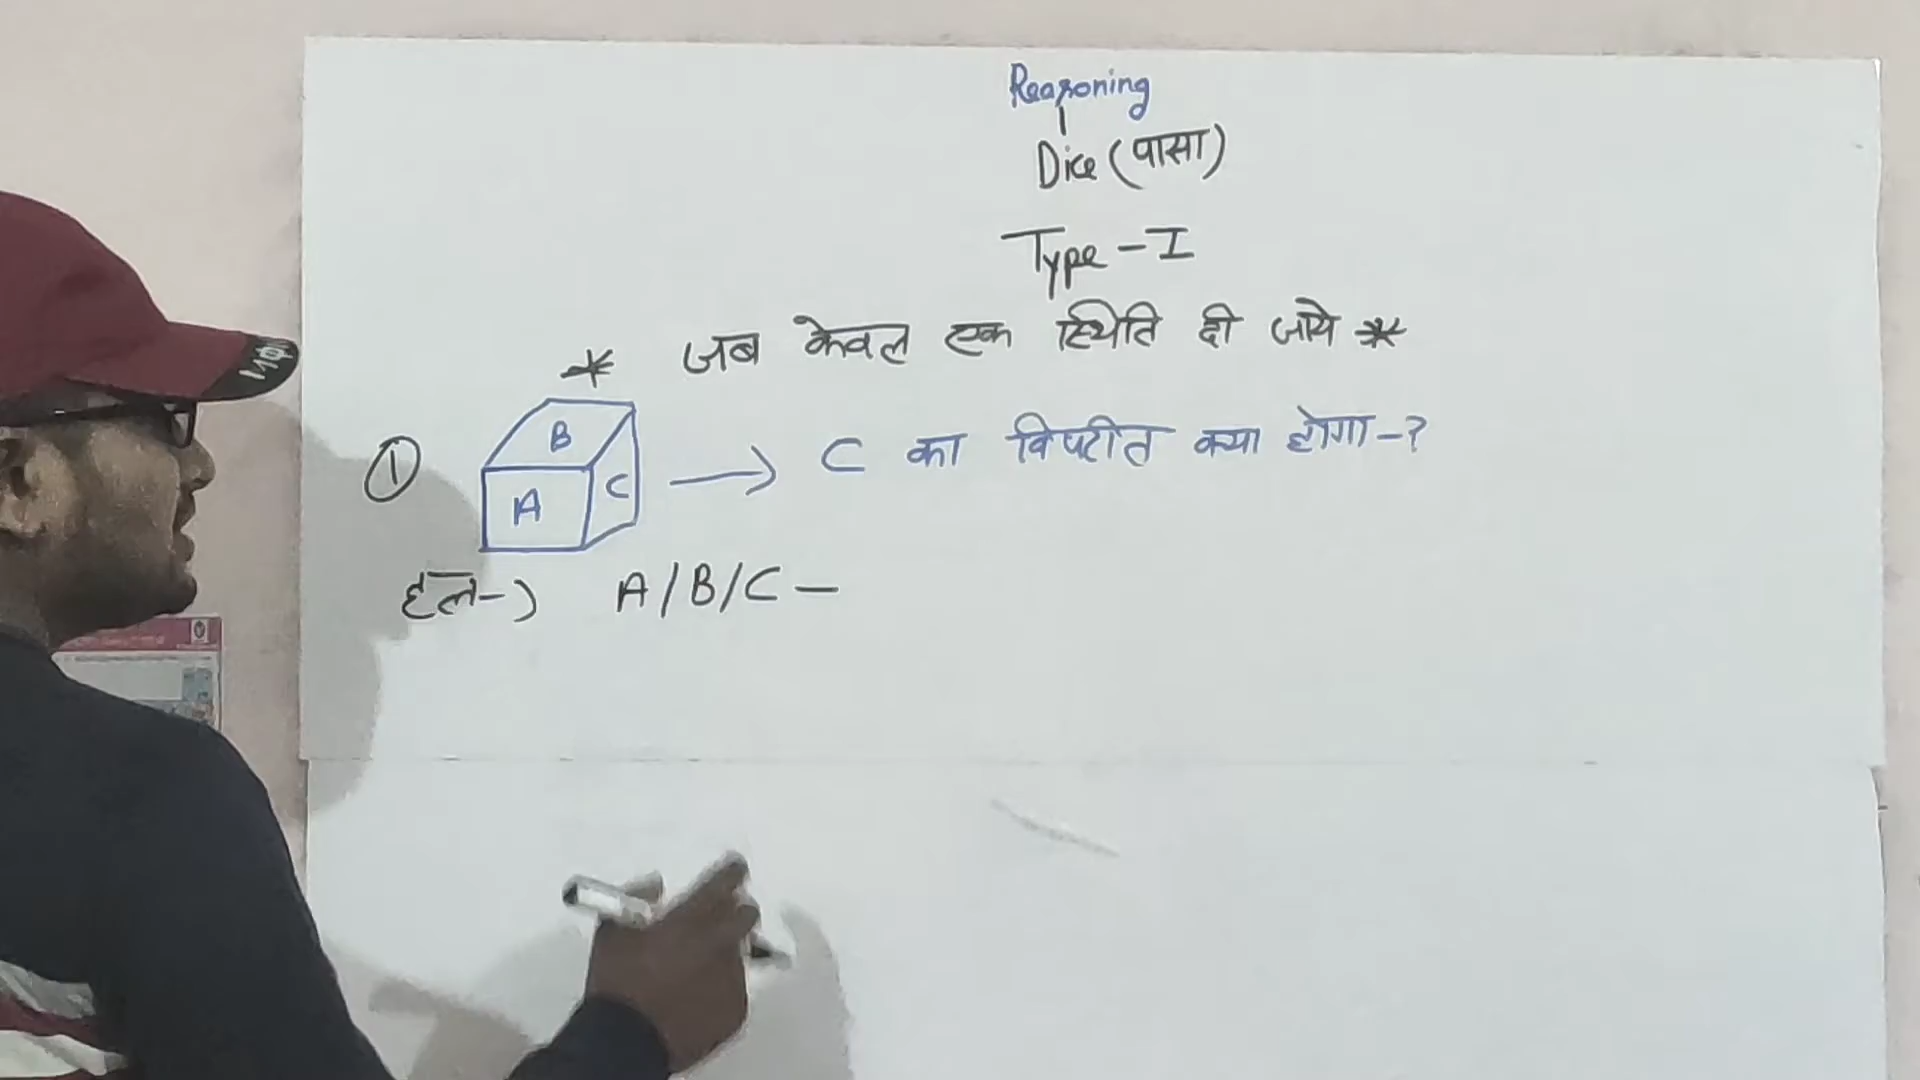 Reasoning
Dice (पासा)
Type - I
* जब केवल एक स्थिति दी जाये *
① B A C → C का विपरीत क्या होगा - ?
हल → A/B/C -